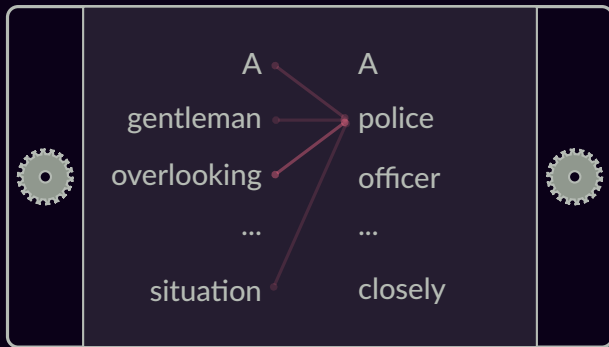 A A
gentleman police
overlooking officer
... ...
situation closely